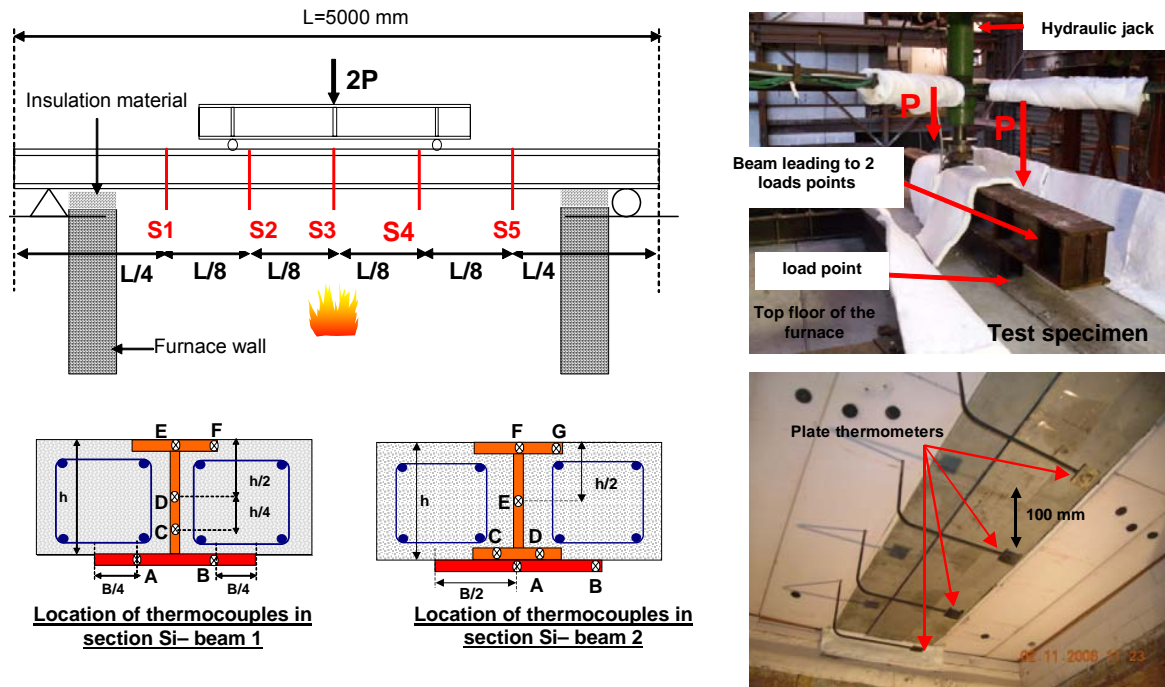 L=5000 mm
2P
Insulation material
S1
S2
S3
S4
S5
L/4
L/8
L/8
L/8
L/8
L/4
Furnace wall
E
F
h
h/2
D
h/4
C
A
B
B/4
B/4
Location of thermocouples in
section Si– beam 1
F
G
h
h/2
E
C
D
A
B
B/2
Location of thermocouples in
section Si– beam 2
Hydraulic jack
P
P
Beam leading to 2
loads points
load point
Top floor of the
furnace
Test specimen
Plate thermometers
100 mm
02 11 2006 11 23